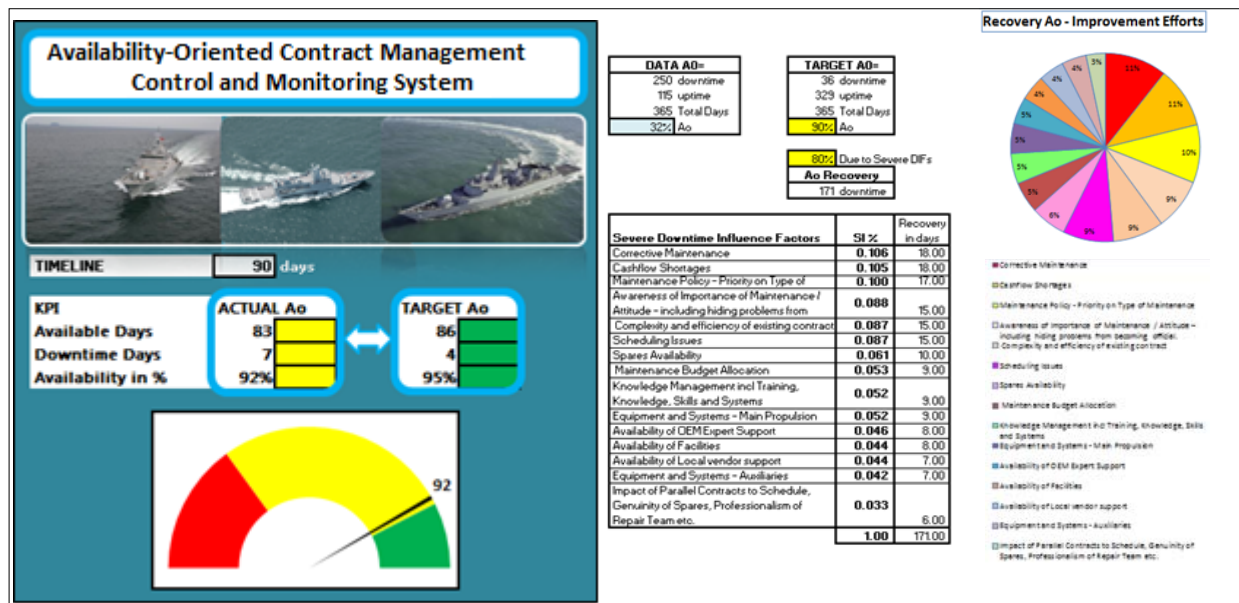 Availability-Oriented Contract Management
Control and Monitoring System
TIMELINE 90 days
KPI ACTUAL Ao TARGET Ao
Available Days 83 86
Downtime Days 7 4
Availability in % 92% 95%
92
DATA A0=
250 downtime
115 uptime
365 Total Days
32% Ao
TARGET A0=
36 downtime
329 uptime
365 Total Days
90% Ao
80% Due to Severe DIFs
Ao Recovery
171 downtime
Recovery
Severe Downtime Influence Factors SI % in days
Corrective Maintenance 0.106 18.00
Cashflow Shortages 0.105 18.00
Maintenance Policy - Priority on Type of 0.100 17.00
Awareness of Importance of Maintenance /
Attitude - including hiding problems from 0.088 15.00
Complexity and efficiency of existing contract 0.087 15.00
Scheduling Issues 0.087 15.00
Spares Availability 0.061 10.00
Maintenance Budget Allocation 0.053 9.00
Knowledge Management incl Training,
Knowledge, Skills and Systems 0.052 9.00
Equipment and Systems - Main Propulsion 0.052 9.00
Availability of OEM Expert Support 0.046 8.00
Availability of Facilities 0.044 8.00
Availability of Local vendor support 0.044 7.00
Equipment and Systems - Auxiliaries 0.042 7.00
Impact of Parallel Contracts to Schedule,
Genuinity of Spares, Professionalism of 0.033
Repair Team etc. 6.00
1.00 171.00
Recovery Ao - Improvement Efforts
11%
11%
10%
9%
9%
9%
6%
5%
5%
5%
5%
4%
4%
4%
3%
Corrective Maintenance
Cashflow Shortages
Maintenance Policy - Priority on Type of Maintenance
Awareness of Importance of Maintenance / Attitude -
including hiding problems from becoming official.
Complexity and efficiency of existing contract
Scheduling Issues
Spares Availability
Maintenance Budget Allocation
Knowledge Management incl Training, Knowledge, Skills
and Systems
Equipment and Systems - Main Propulsion
Availability of OEM Expert Support
Availability of Facilities
Availability of Local vendor support
Equipment and Systems - Auxiliaries
Impact of Parallel Contracts to Schedule, Genuinity of
Spares, Professionalism of Repair Team etc.